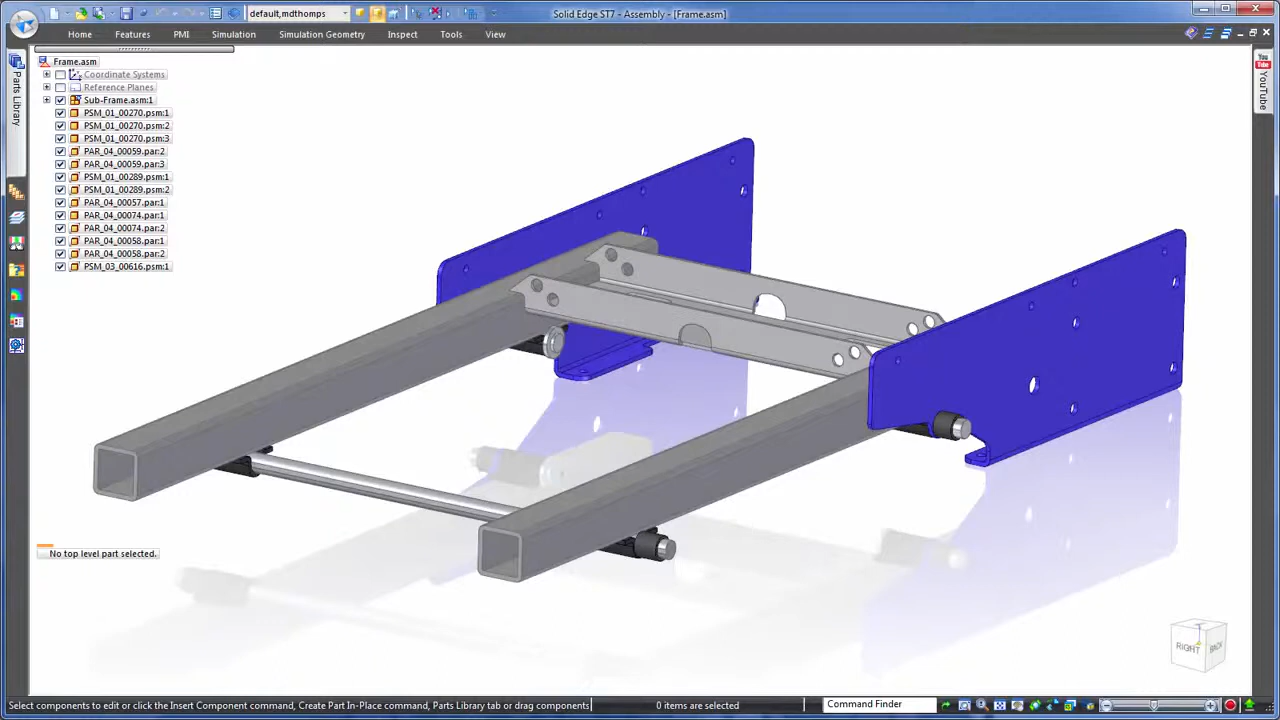 default,mdthomps
Solid Edge ST7 - Assembly - [Frame.asm]
Home Features PMI Simulation Simulation Geometry Inspect Tools View
Parts Library
Frame.asm
Coordinate Systems
Reference Planes
Sub-Frame.asm:1
PSM_01_00270.psm:1
PSM_01_00270.psm:2
PSM_01_00270.psm:3
PAR_04_00059.par:2
PAR_04_00059.par:3
PSM_01_00289.psm:1
PSM_01_00289.psm:2
PAR_04_00057.par:1
PAR_04_00074.par:1
PAR_04_00074.par:2
PAR_04_00058.par:1
PAR_04_00058.par:2
PSM_03_00616.psm:1
You
Tube
YouTube
No top level part selected.
RIGHT
BACK
Select components to edit or click the Insert Component command, Create Part In-Place command, Parts Library tab or drag components
0 items are selected
Command Finder